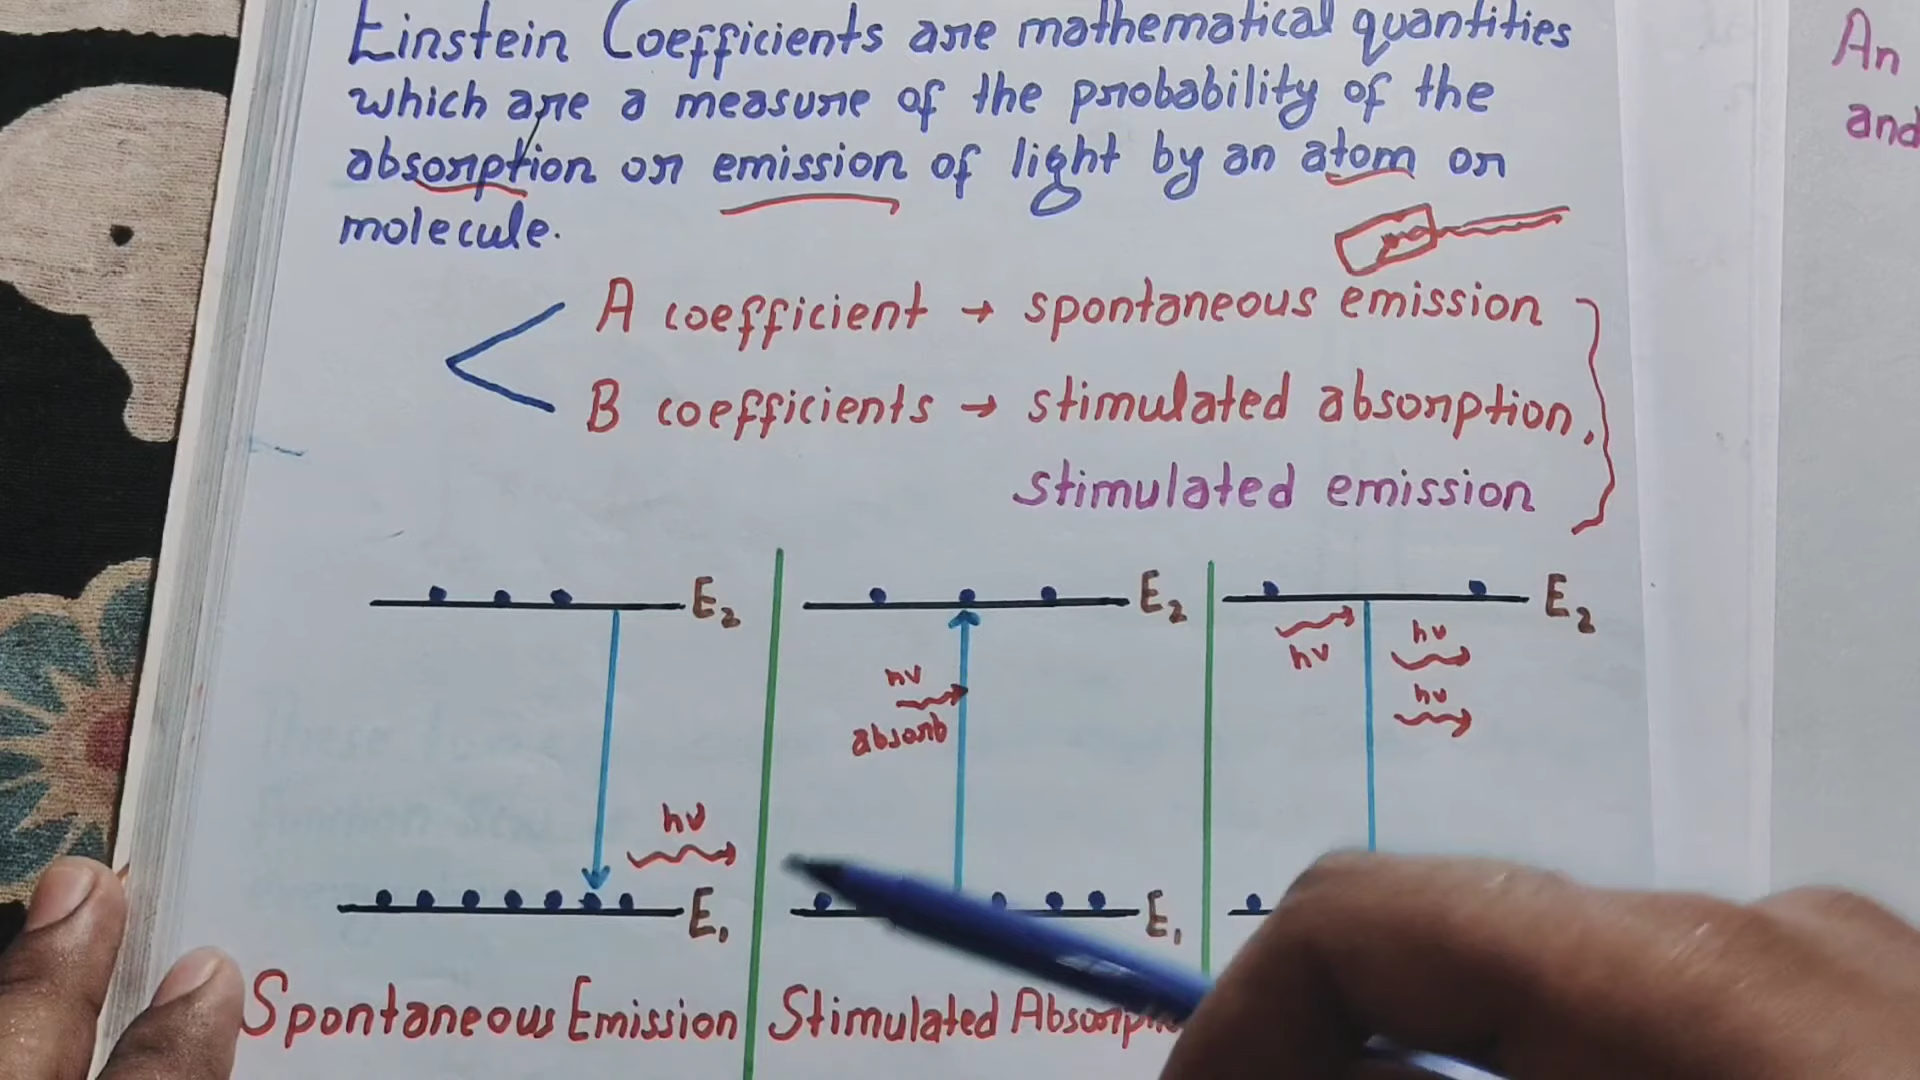 Einstein Coefficients are mathematical quantities
which are a measure of the probability of the
absorption or emission of light by an atom or
molecule.
A coefficient → spontaneous emission
B coefficients → stimulated absorption,
stimulated emission
E₂
E₂
E₂
hν
hν
hν
hν
absorb
hν
E₁
E₁
Spontaneous Emission
Stimulated
An
and